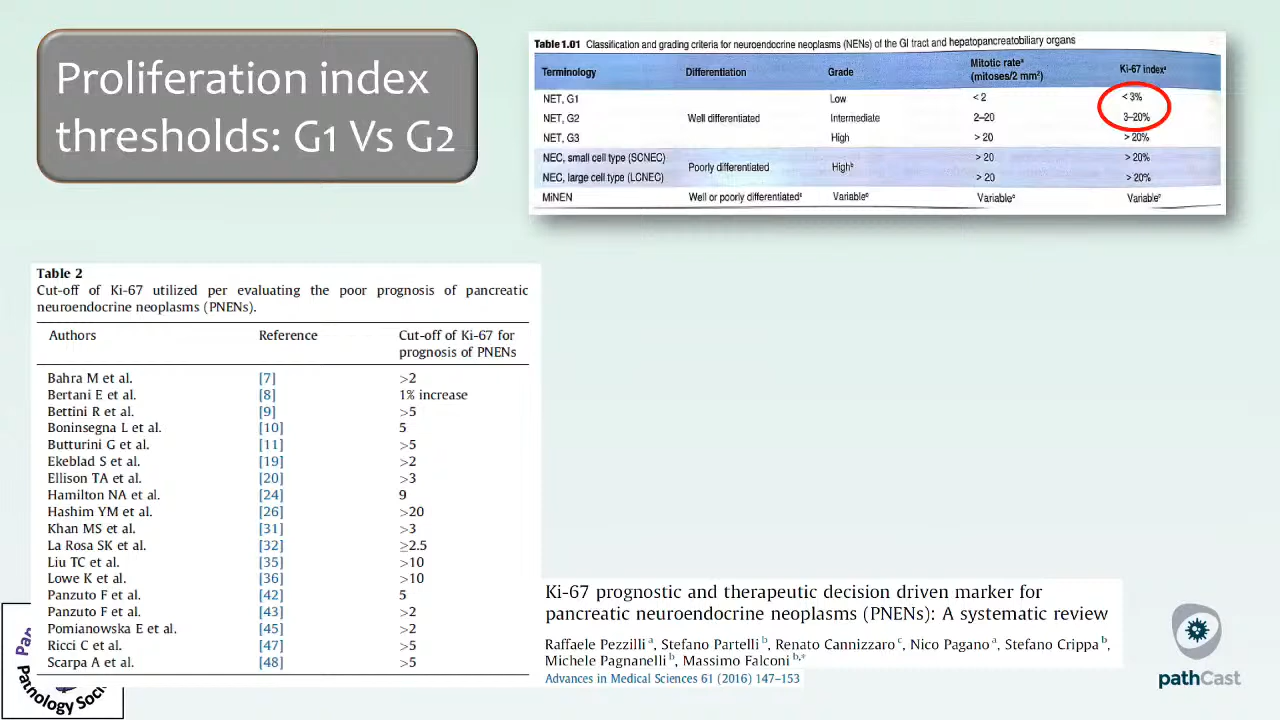 Proliferation index
thresholds: G1 Vs G2
Table 1.01 Classification and grading criteria for neuroendocrine neoplasms (NENs) of the GI tract and hepatopancreatobiliary organs
Terminology Differentiation Grade Mitotic rateᵃ (mitoses/2 mm²) Ki-67 indexᵃ
NET, G1 Low < 2 < 3%
NET, G2 Well differentiated Intermediate 2–20 3–20%
NET, G3 High > 20 > 20%
NEC, small cell type (SCNEC) > 20 > 20%
Poorly differentiated Highᵇ
NEC, large cell type (LCNEC) > 20 > 20%
MiNEN Well or poorly differentiatedᶜ Variableᶜ Variableᶜ Variableᶜ
Table 2
Cut-off of Ki-67 utilized per evaluating the poor prognosis of pancreatic
neuroendocrine neoplasms (PNENs).
Authors Reference Cut-off of Ki-67 for
prognosis of PNENs
Bahra M et al. [7] >2
Bertani E et al. [8] 1% increase
Bettini R et al. [9] >5
Boninsegna L et al. [10] 5
Butturini G et al. [11] >5
Ekeblad S et al. [19] >2
Ellison TA et al. [20] >3
Hamilton NA et al. [24] 9
Hashim YM et al. [26] >20
Khan MS et al. [31] >3
La Rosa SK et al. [32] ≥2.5
Liu TC et al. [35] >10
Lowe K et al. [36] >10
Panzuto F et al. [42] 5
Panzuto F et al. [43] >2
Pomianowska E et al. [45] >2
Ricci C et al. [47] >5
Scarpa A et al. [48] >5
Ki-67 prognostic and therapeutic decision driven marker for
pancreatic neuroendocrine neoplasms (PNENs): A systematic review
Raffaele Pezzilli ᵃ, Stefano Partelli ᵇ, Renato Cannizzaro ᶜ, Nico Pagano ᵃ, Stefano Crippa ᵇ,
Michele Pagnanelli ᵇ, Massimo Falconi ᵇ,*
Advances in Medical Sciences 61 (2016) 147–153
Pan
Pathology Soci
pathCast